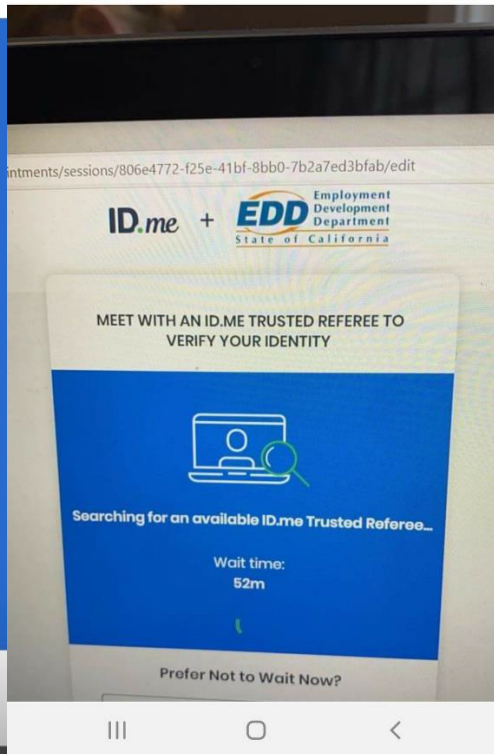 intments/sessions/806e4772-f25e-41bf-8bb0-7b2a7ed3bfab/edit
ID.me + EDD Employment
Development
Department
State of California
MEET WITH AN ID.ME TRUSTED REFEREE TO
VERIFY YOUR IDENTITY
Searching for an available ID.me Trusted Referee...
Wait time:
52m
Prefer Not to Wait Now?